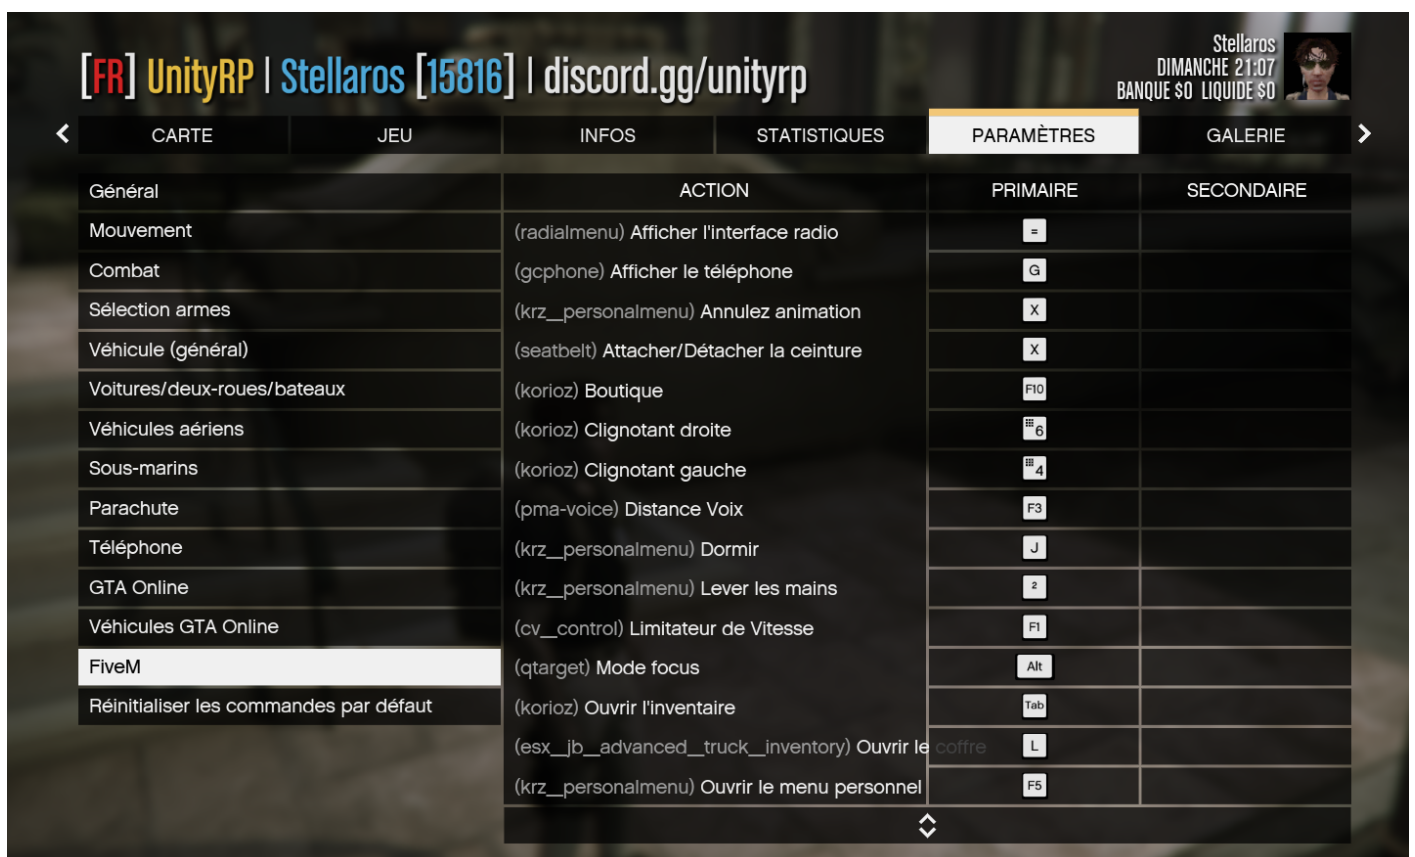 [FR] UnityRP | Stellaros [15816] | discord.gg/unityrp
Stellaros
DIMANCHE 21:07
BANQUE $0 LIQUIDE $0
CARTE JEU INFOS STATISTIQUES PARAMÈTRES GALERIE
Général
Mouvement
Combat
Sélection armes
Véhicule (général)
Voitures/deux-roues/bateaux
Véhicules aériens
Sous-marins
Parachute
Téléphone
GTA Online
Véhicules GTA Online
FiveM
Réinitialiser les commandes par défaut
ACTION PRIMAIRE SECONDAIRE
(radialmenu) Afficher l'interface radio =
(gcphone) Afficher le téléphone G
(krz_personalmenu) Annulez animation X
(seatbelt) Attacher/Détacher la ceinture X
(korioz) Boutique F10
(korioz) Clignotant droite 6
(korioz) Clignotant gauche 4
(pma-voice) Distance Voix F3
(krz_personalmenu) Dormir J
(krz_personalmenu) Lever les mains ²
(cv_control) Limitateur de Vitesse F1
(qtarget) Mode focus Alt
(korioz) Ouvrir l'inventaire Tab
(esx_jb_advanced_truck_inventory) Ouvrir le coffre L
(krz_personalmenu) Ouvrir le menu personnel F5